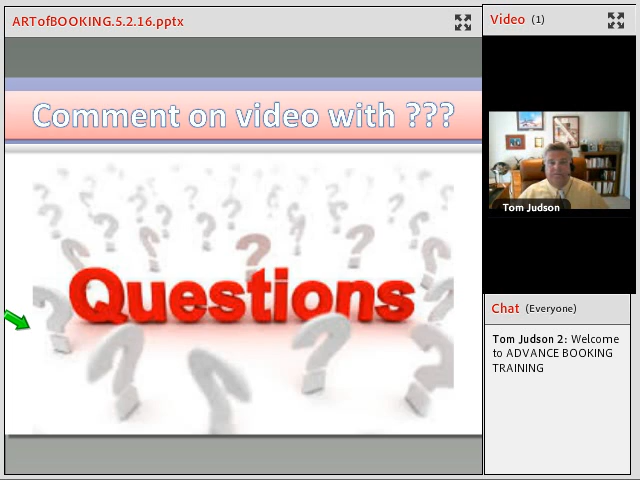 ARTofBOOKING.5.2.16.pptx
Video (1)
Comment on video with ???
Questions
Tom Judson
Chat (Everyone)
Tom Judson 2: Welcome
to ADVANCE BOOKING
TRAINING